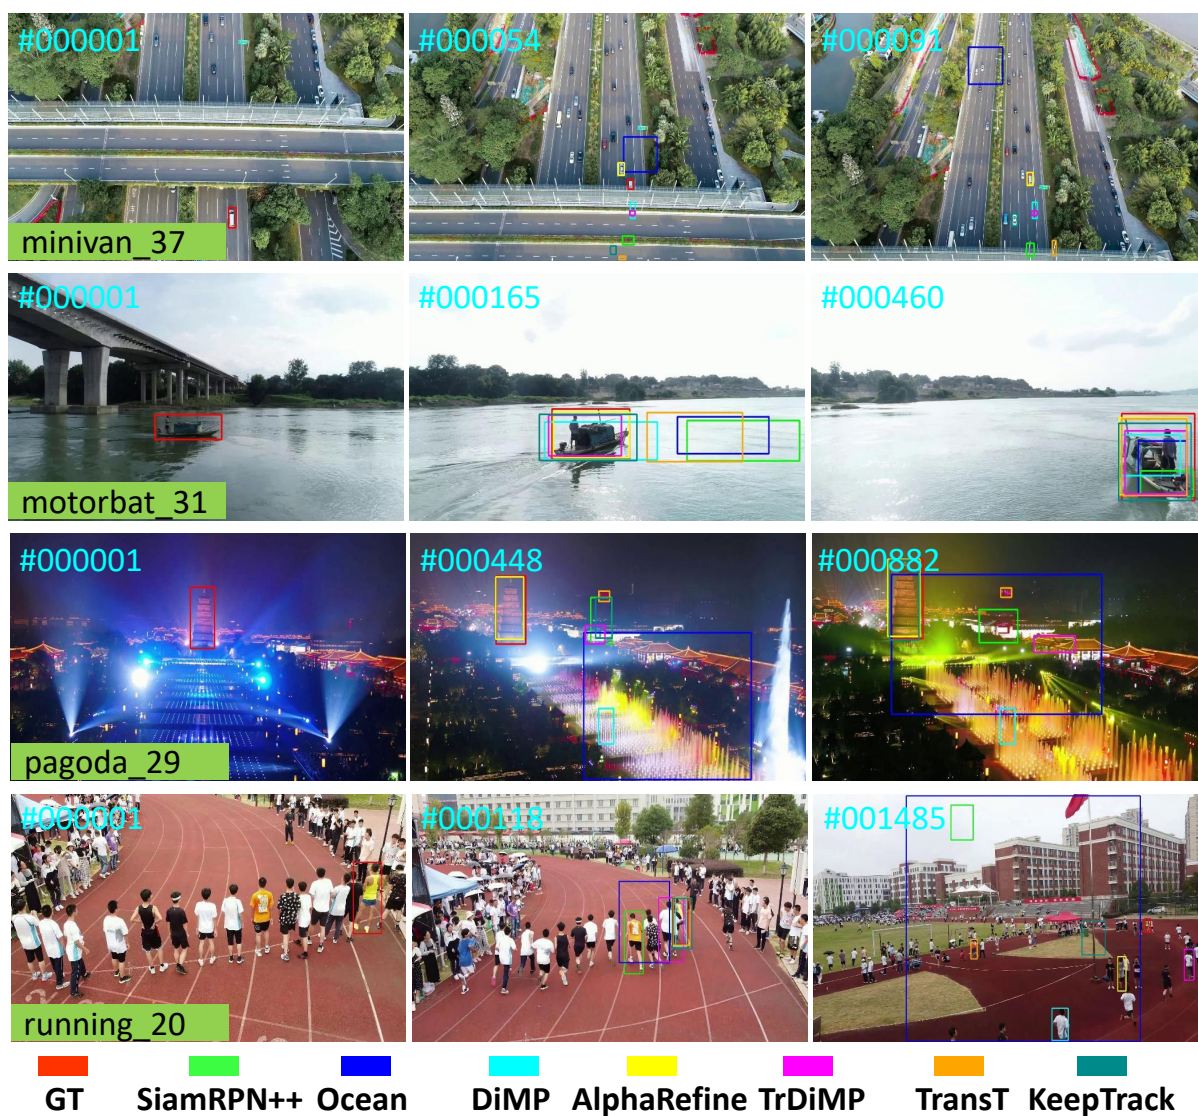 #000001 #000054 #000091
minivan_37
#000001 #000165 #000460
motorbat_31
#000001 #000448 #000882
pagoda_29
#000001 #000118 #001485
running_20
GT SiamRPN++ Ocean DiMP AlphaRefine TrDiMP TransT KeepTrack